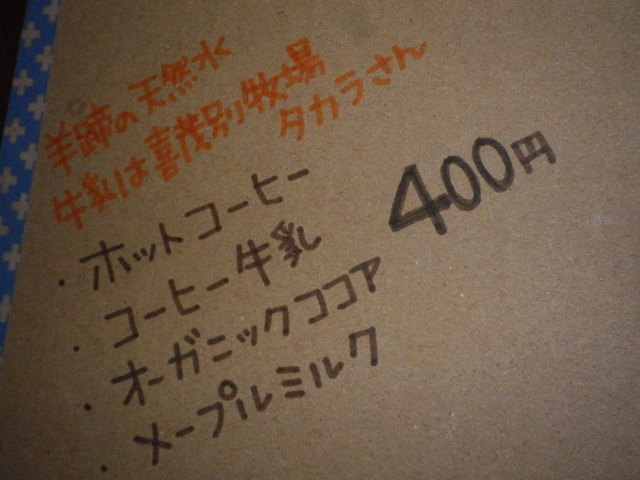 羊蹄の天然水
牛乳は喜茂別牧場
タカラさん
・ホットコーヒー
400円
・コーヒー牛乳
・オーガニックココア
・メープルミルク